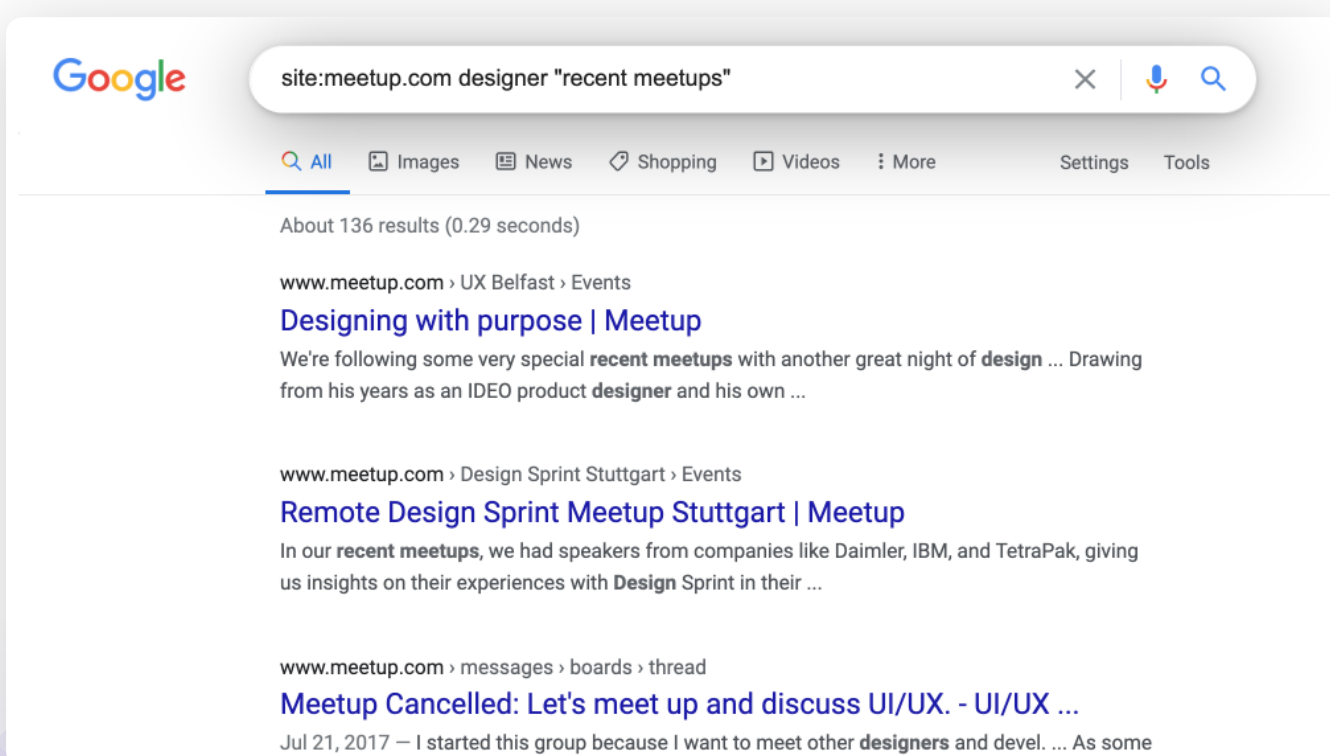 Google
site:meetup.com designer "recent meetups"
All Images News Shopping Videos More Settings Tools
About 136 results (0.29 seconds)
www.meetup.com › UX Belfast › Events
Designing with purpose | Meetup
We're following some very special recent meetups with another great night of design ... Drawing
from his years as an IDEO product designer and his own ...
www.meetup.com › Design Sprint Stuttgart › Events
Remote Design Sprint Meetup Stuttgart | Meetup
In our recent meetups, we had speakers from companies like Daimler, IBM, and TetraPak, giving
us insights on their experiences with Design Sprint in their ...
www.meetup.com › messages › boards › thread
Meetup Cancelled: Let's meet up and discuss UI/UX. - UI/UX ...
Jul 21, 2017 — I started this group because I want to meet other designers and devel. ... As some